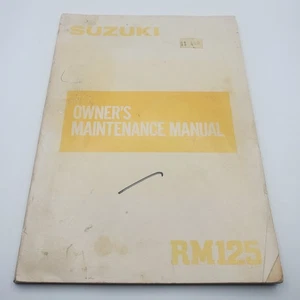 SUZUKI
OWNER'S
MAINTENANCE MANUAL
RM125